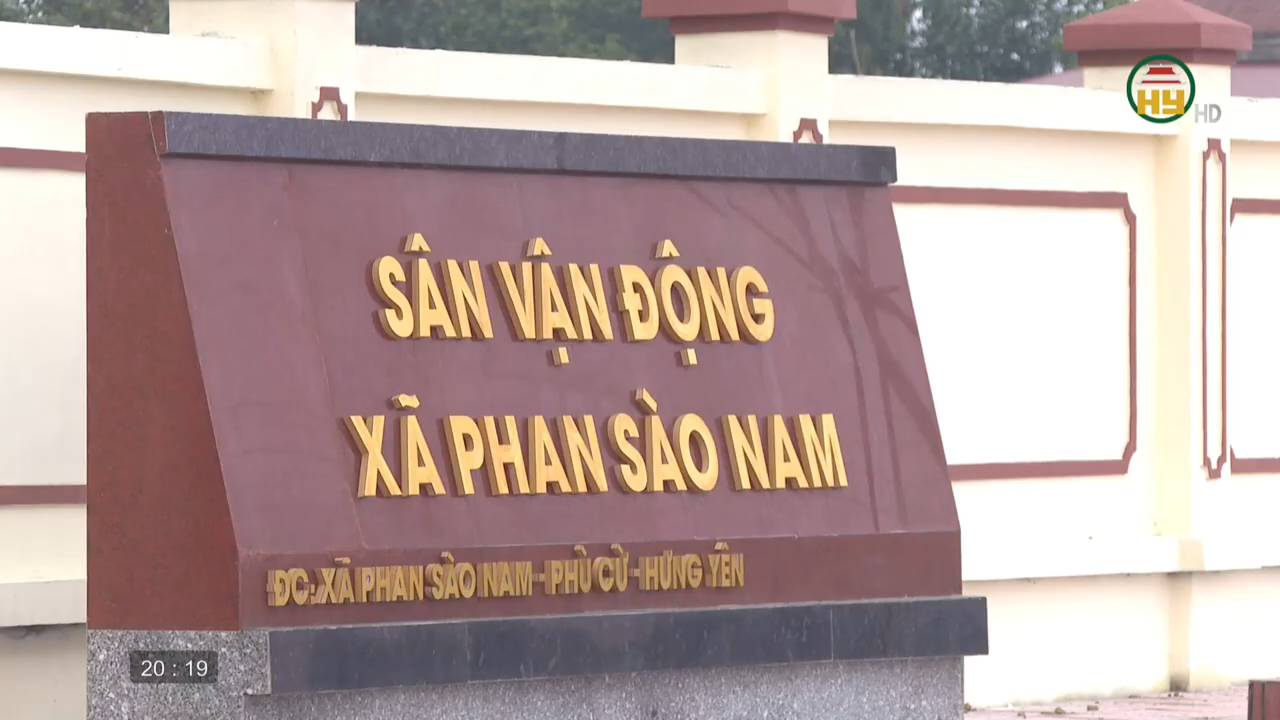 HY HD
SÂN VẬN ĐỘNG
XÃ PHAN SÀO NAM
ĐC: XÃ PHAN SÀO NAM - PHÙ CỪ - HƯNG YÊN
20 : 19